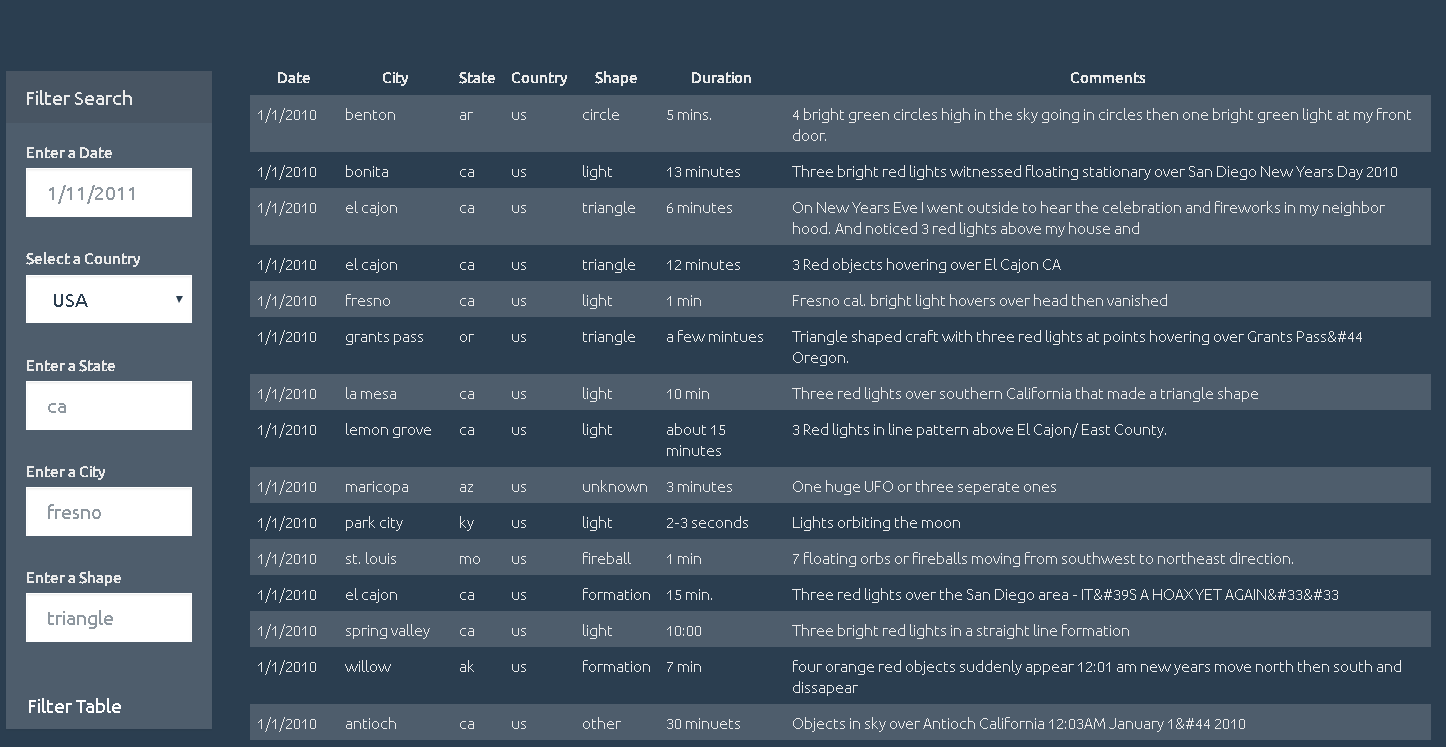 Filter Search
Enter a Date
1/11/2011
Select a Country
USA
Enter a State
ca
Enter a City
fresno
Enter a Shape
triangle
Filter Table
Date City State Country Shape Duration Comments
1/1/2010 benton ar us circle 5 mins. 4 bright green circles high in the sky going in circles then one bright green light at my front
door.
1/1/2010 bonita ca us light 13 minutes Three bright red lights witnessed floating stationary over San Diego New Years Day 2010
1/1/2010 el cajon ca us triangle 6 minutes On New Years Eve I went outside to hear the celebration and fireworks in my neighbor
hood. And noticed 3 red lights above my house and
1/1/2010 el cajon ca us triangle 12 minutes 3 Red objects hovering over El Cajon CA
1/1/2010 fresno ca us light 1 min Fresno cal. bright light hovers over head then vanished
1/1/2010 grants pass or us triangle a few mintues Triangle shaped craft with three red lights at points hovering over Grants Pass&#44
Oregon.
1/1/2010 la mesa ca us light 10 min Three red lights over southern California that made a triangle shape
1/1/2010 lemon grove ca us light about 15 3 Red lights in line pattern above El Cajon/ East County.
minutes
1/1/2010 maricopa az us unknown 3 minutes One huge UFO or three seperate ones
1/1/2010 park city ky us light 2-3 seconds Lights orbiting the moon
1/1/2010 st. louis mo us fireball 1 min 7 floating orbs or fireballs moving from southwest to northeast direction.
1/1/2010 el cajon ca us formation 15 min. Three red lights over the San Diego area - IT&#39S A HOAX YET AGAIN&#33&#33
1/1/2010 spring valley ca us light 10:00 Three bright red lights in a straight line formation
1/1/2010 willow ak us formation 7 min four orange red objects suddenly appear 12:01 am new years move north then south and
dissapear
1/1/2010 antioch ca us other 30 minuets Objects in sky over Antioch California 12:03AM January 1&#44 2010